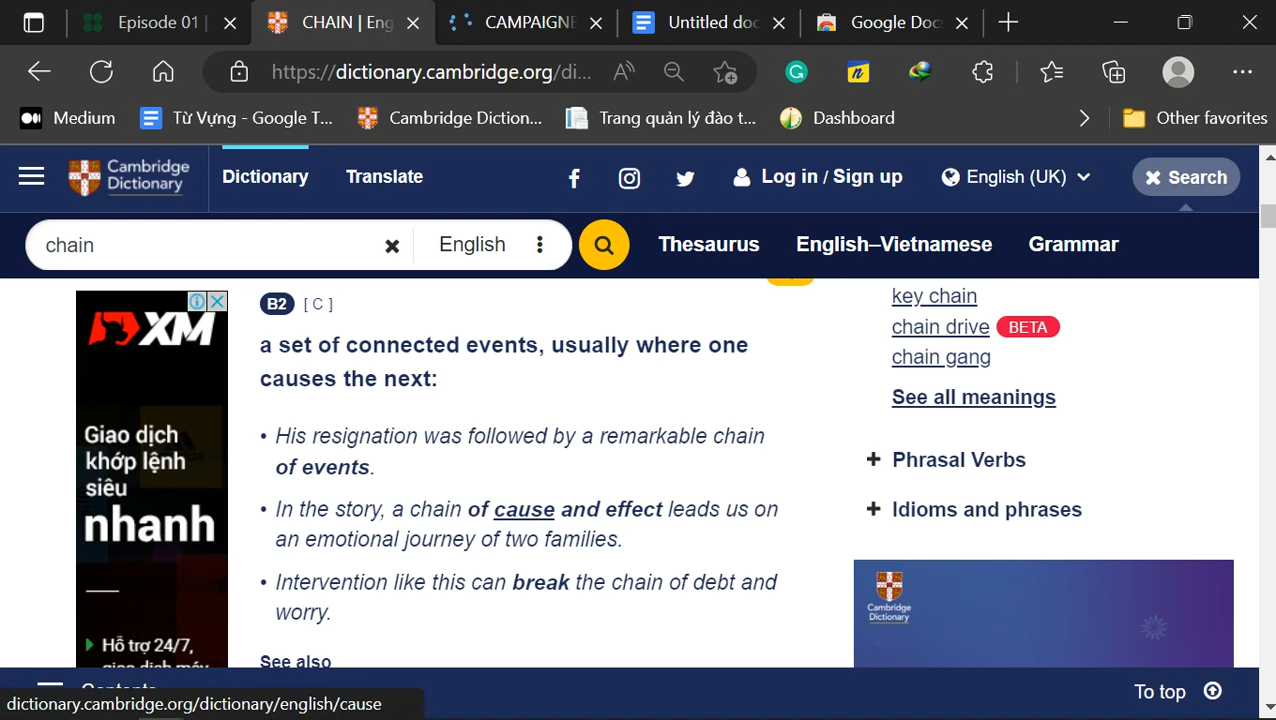 Episode 01 |
CHAIN | Eng
CAMPAIGNE
Untitled doc
Google Doc
https://dictionary.cambridge.org/di...
Medium
Từ Vựng - Google T...
Cambridge Diction...
Trang quản lý đào t...
Dashboard
Other favorites
Cambridge
Dictionary
Dictionary
Translate
Log in / Sign up
English (UK)
Search
chain
English
Thesaurus
English–Vietnamese
Grammar
B2 [ C ]
a set of connected events, usually where one
causes the next:
• His resignation was followed by a remarkable chain
of events.
• In the story, a chain of cause and effect leads us on
an emotional journey of two families.
• Intervention like this can break the chain of debt and
worry.
See also
key chain
chain drive BETA
chain gang
See all meanings
+ Phrasal Verbs
+ Idioms and phrases
XM
Giao dịch
khớp lệnh
siêu
nhanh
Hỗ trợ 24/7,
giao dịch máy
Cambridge
Dictionary
Contents
To top
dictionary.cambridge.org/dictionary/english/cause